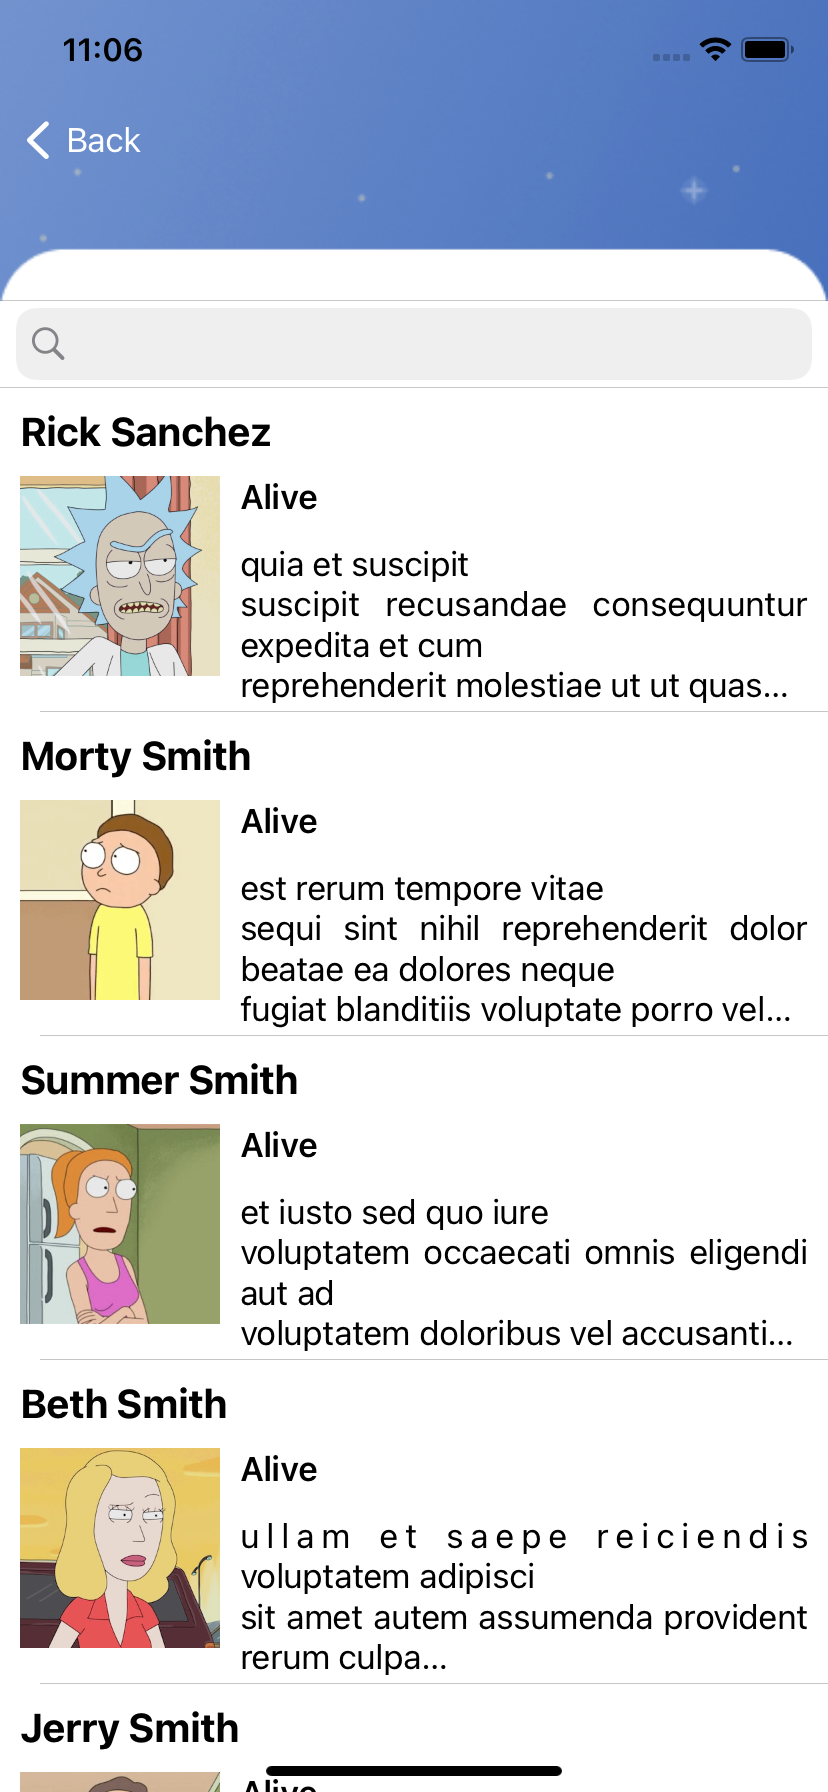 11:06
Back
Rick Sanchez
Alive
quia et suscipit
suscipit recusandae consequuntur
expedita et cum
reprehenderit molestiae ut ut quas...
Morty Smith
Alive
est rerum tempore vitae
sequi sint nihil reprehenderit dolor
beatae ea dolores neque
fugiat blanditiis voluptate porro vel...
Summer Smith
Alive
et iusto sed quo iure
voluptatem occaecati omnis eligendi
aut ad
voluptatem doloribus vel accusanti...
Beth Smith
Alive
ullam et saepe reiciendis
voluptatem adipisci
sit amet autem assumenda provident
rerum culpa...
Jerry Smith
Alive